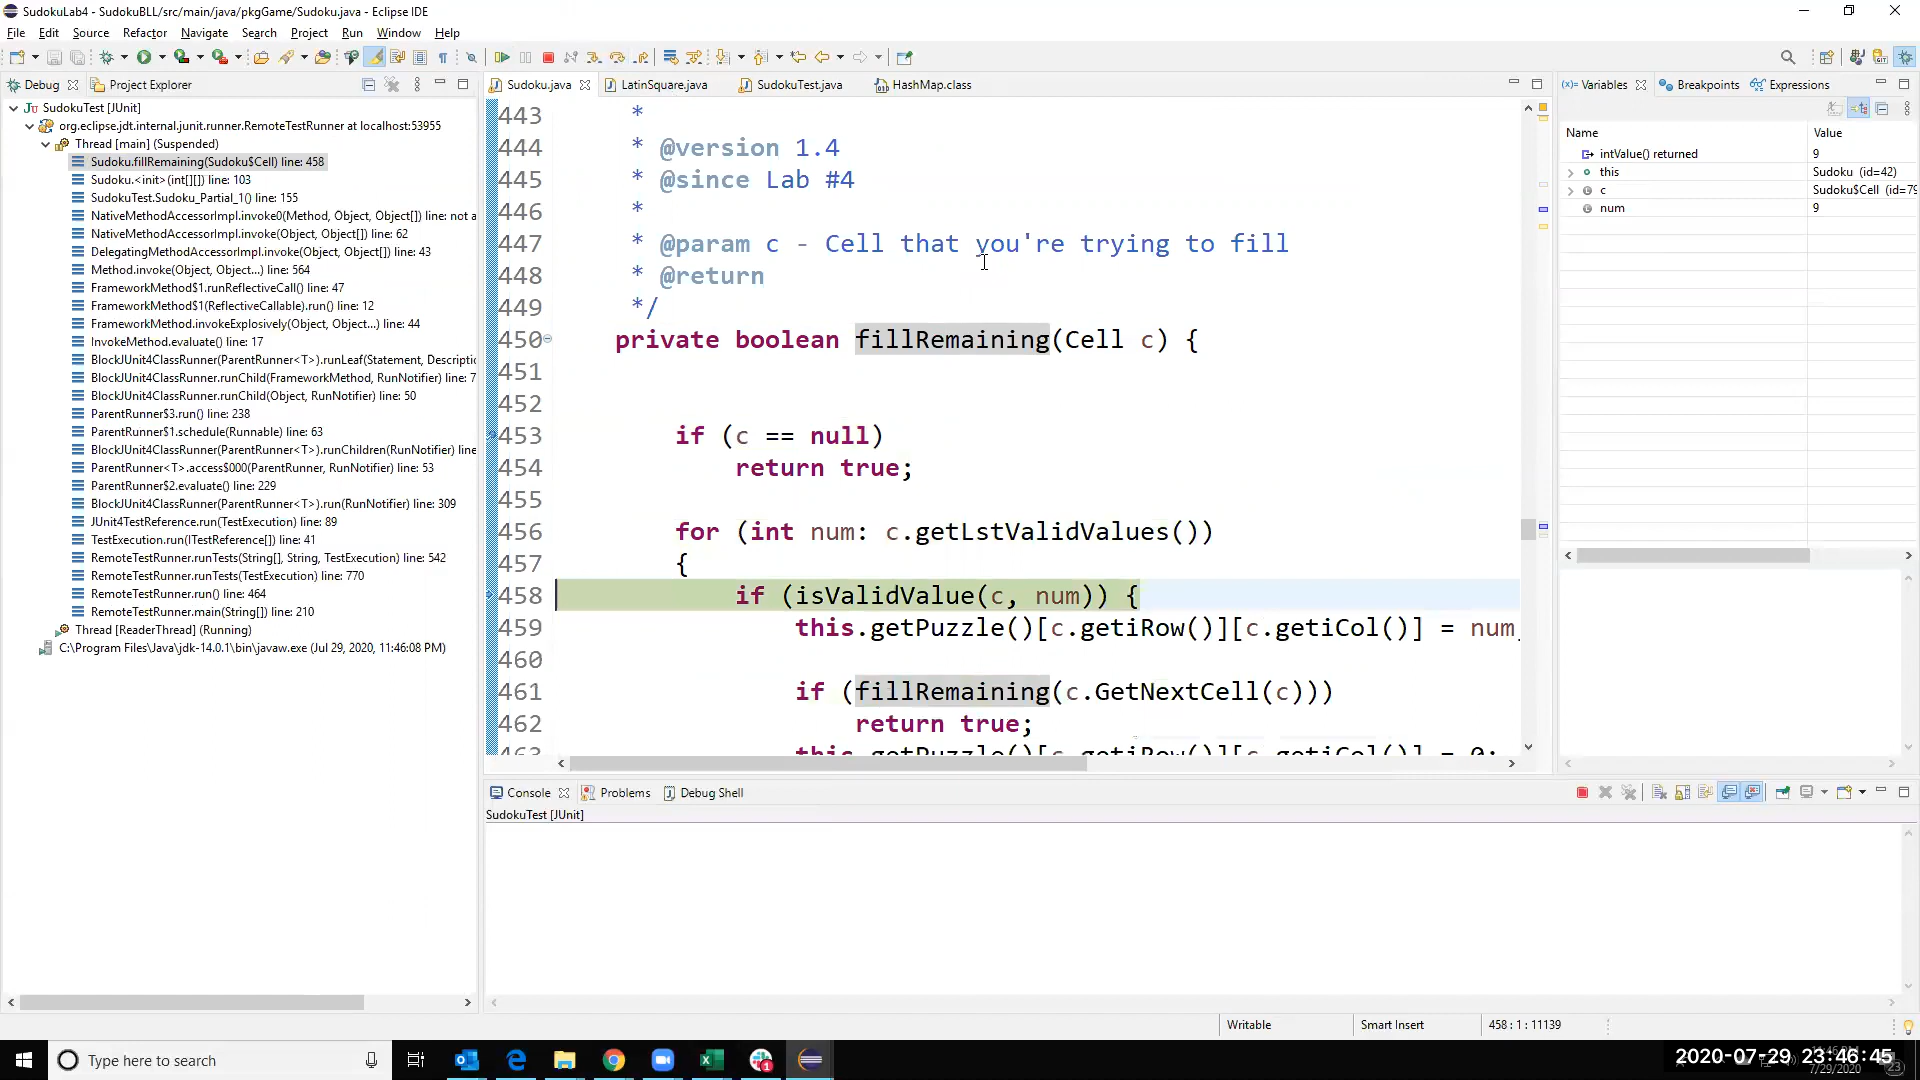 SudokuLab4 - SudokuBLL/src/main/java/pkgGame/Sudoku.java - Eclipse IDE
File Edit Source Refactor Navigate Search Project Run Window Help
Debug Project Explorer
SudokuTest [JUnit]
org.eclipse.jdt.internal.junit.runner.RemoteTestRunner at localhost:53955
Thread [main] (Suspended)
Sudoku.fillRemaining(Sudoku$Cell) line: 458
Sudoku.<init>(int[][]) line: 103
SudokuTest.Sudoku_Partial_1() line: 155
NativeMethodAccessorImpl.invoke0(Method, Object, Object[]) line: not a
NativeMethodAccessorImpl.invoke(Object, Object[]) line: 62
DelegatingMethodAccessorImpl.invoke(Object, Object[]) line: 43
Method.invoke(Object, Object...) line: 564
FrameworkMethod$1.runReflectiveCall() line: 47
FrameworkMethod$1(ReflectiveCallable).run() line: 12
FrameworkMethod.invokeExplosively(Object, Object...) line: 44
InvokeMethod.evaluate() line: 17
BlockJUnit4ClassRunner(ParentRunner<T>).runLeaf(Statement, Descriptio
BlockJUnit4ClassRunner.runChild(FrameworkMethod, RunNotifier) line: 7
BlockJUnit4ClassRunner.runChild(Object, RunNotifier) line: 50
ParentRunner$3.run() line: 238
ParentRunner$1.schedule(Runnable) line: 63
BlockJUnit4ClassRunner(ParentRunner<T>).runChildren(RunNotifier) line
ParentRunner<T>.access$000(ParentRunner, RunNotifier) line: 53
ParentRunner$2.evaluate() line: 229
BlockJUnit4ClassRunner(ParentRunner<T>).run(RunNotifier) line: 309
JUnit4TestReference.run(TestExecution) line: 89
TestExecution.run(ITestReference[]) line: 41
RemoteTestRunner.runTests(String[], String, TestExecution) line: 542
RemoteTestRunner.runTests(TestExecution) line: 770
RemoteTestRunner.run() line: 464
RemoteTestRunner.main(String[]) line: 210
Thread [ReaderThread] (Running)
C:\Program Files\Java\jdk-14.0.1\bin\javaw.exe (Jul 29, 2020, 11:46:08 PM)
Sudoku.java LatinSquare.java SudokuTest.java HashMap.class
443 *
444 * @version 1.4
445 * @since Lab #4
446 *
447 * @param c - Cell that you're trying to fill
448 * @return
449 */
450 private boolean fillRemaining(Cell c) {
451
452
453 if (c == null)
454 return true;
455
456 for (int num: c.getLstValidValues())
457 {
458 if (isValidValue(c, num)) {
459 this.getPuzzle()[c.getiRow()][c.getiCol()] = num
460
461 if (fillRemaining(c.GetNextCell(c)))
462 return true;
463 this.getPuzzle()[c.getiRow()][c.getiCol()] = 0;
Variables Breakpoints Expressions
Name Value
intValue() returned 9
this Sudoku (id=42)
c Sudoku$Cell (id=79
num 9
Console Problems Debug Shell
SudokuTest [JUnit]
Writable Smart Insert 458 : 1 : 11139
Type here to search
2020-07-29 23:46:45
7/29/2020